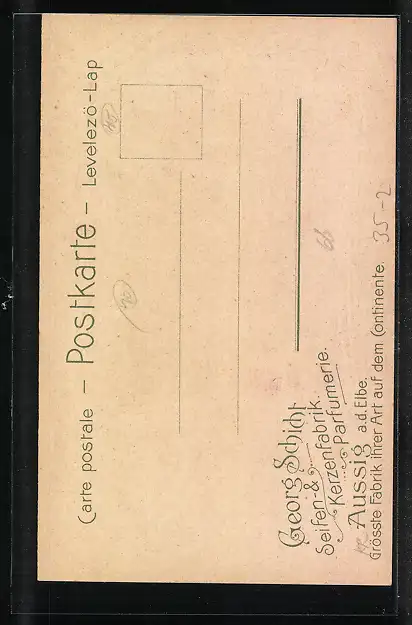 Carte postale – Postkarte – Levelező-Lap
Georg Schicht
Seifen- &
Kerzenfabrik.
Parfumerie.
Aussig a.d. Elbe.
Grösste Fabrik ihrer Art auf dem Continente.
66
35,-2